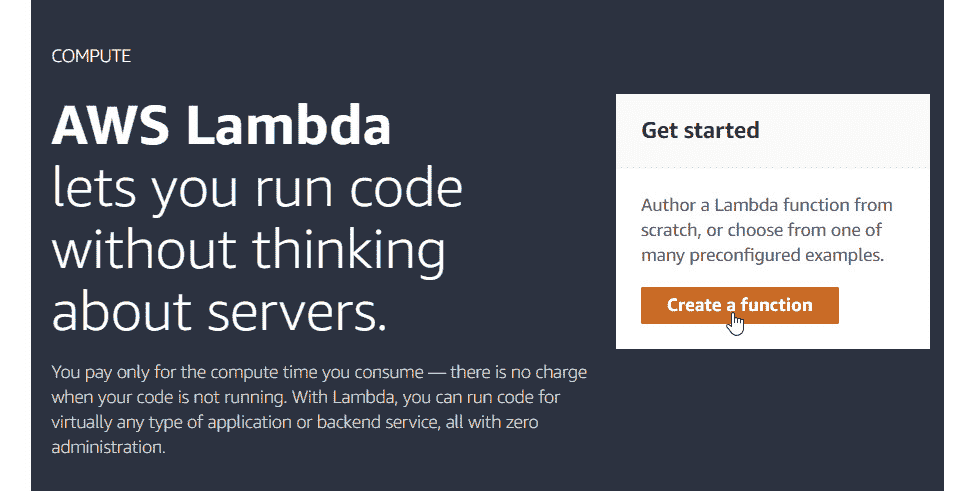 COMPUTE
AWS Lambda
lets you run code
without thinking
about servers.
You pay only for the compute time you consume — there is no charge
when your code is not running. With Lambda, you can run code for
virtually any type of application or backend service, all with zero
administration.
Get started
Author a Lambda function from
scratch, or choose from one of
many preconfigured examples.
Create a function